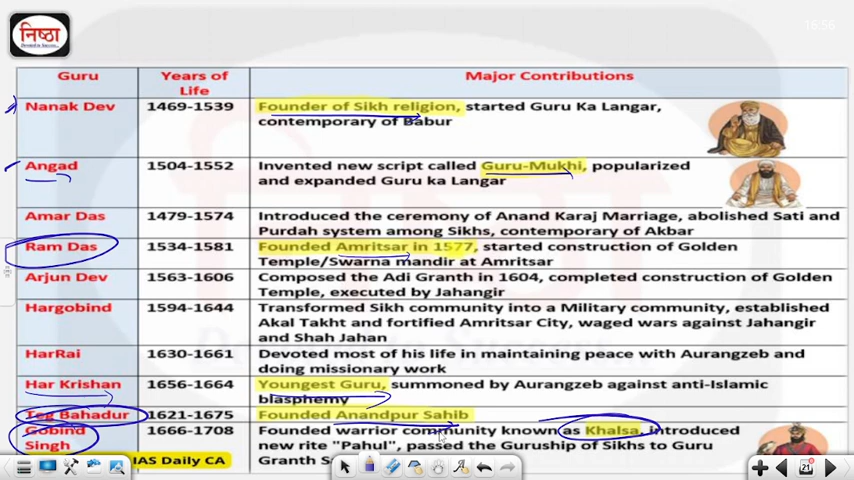 16:56
निष्ठा
Guru
Years of
Life
Major Contributions
Nanak Dev
1469-1539
Founder of Sikh religion, started Guru Ka Langar,
contemporary of Babur
Angad
1504-1552
Invented new script called Guru-Mukhi, popularized
and expanded Guru ka Langar
Amar Das
1479-1574
Introduced the ceremony of Anand Karaj Marriage, abolished Sati and
Purdah system among Sikhs, contemporary of Akbar
Ram Das
1534-1581
Founded Amritsar in 1577, started construction of Golden
Temple/Swarna mandir at Amritsar
Arjun Dev
1563-1606
Composed the Adi Granth in 1604, completed construction of Golden
Temple, executed by Jahangir
Hargobind
1594-1644
Transformed Sikh community into a Military community, established
Akal Takht and fortified Amritsar City, waged wars against Jahangir
and Shah Jahan
HarRai
1630-1661
Devoted most of his life in maintaining peace with Aurangzeb and
doing missionary work
Har Krishan
1656-1664
Youngest Guru, summoned by Aurangzeb against anti-Islamic
blasphemy
Teg Bahadur
1621-1675
Founded Anandpur Sahib
Gobind
Singh
1666-1708
Founded warrior community known as Khalsa, introduced
new rite "Pahul", passed the Guruship of Sikhs to Guru
Granth
IAS Daily CA
21